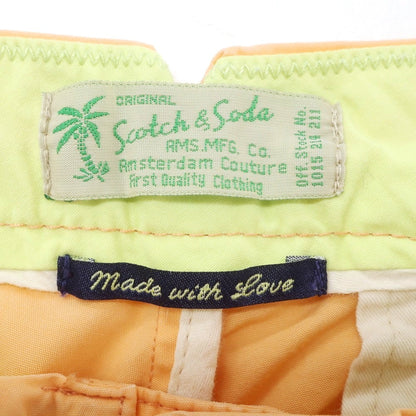 ORIGINAL
Scotch & Soda
AMS.MFG. Co.
Amsterdam Couture
First Quality Clothing
Off. Stock No.
1015 211 211
Made with Love